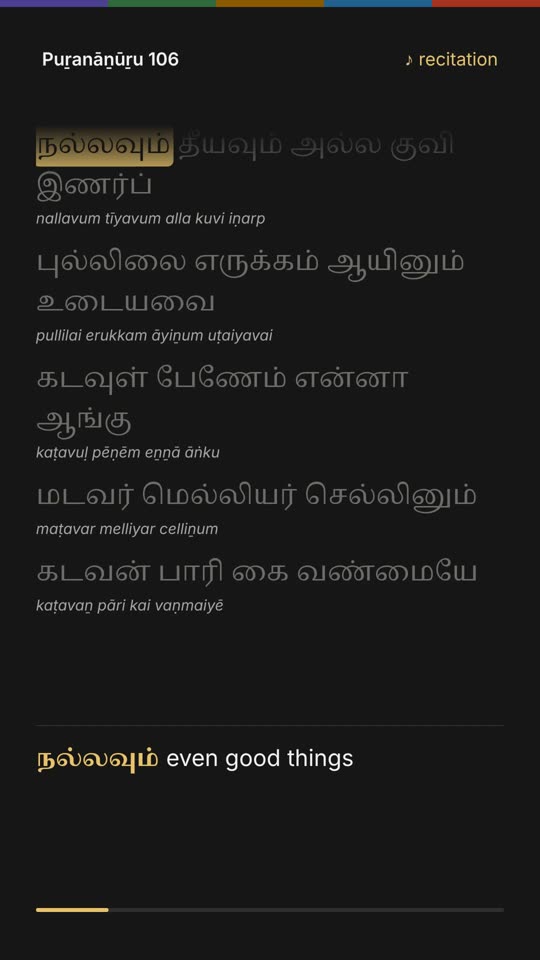 Puṟanāṉūṟu 106
♪ recitation
நல்லவும் தீயவும் அல்ல குவி
இணர்ப்
nallavum tīyavum alla kuvi iṇarp
புல்லிலை எருக்கம் ஆயினும்
உடையவை
pullilai erukkam āyiṉum uṭaiyavai
கடவுள் பேணேம் என்னா
ஆங்கு
kaṭavuḷ pēṇēm eṉṉā āṅku
மடவர் மெல்லியர் செல்லினும்
maṭavar melliyar celliṉum
கடவன் பாரி கை வண்மையே
kaṭavaṉ pāri kai vaṇmaiyē
நல்லவும் even good things